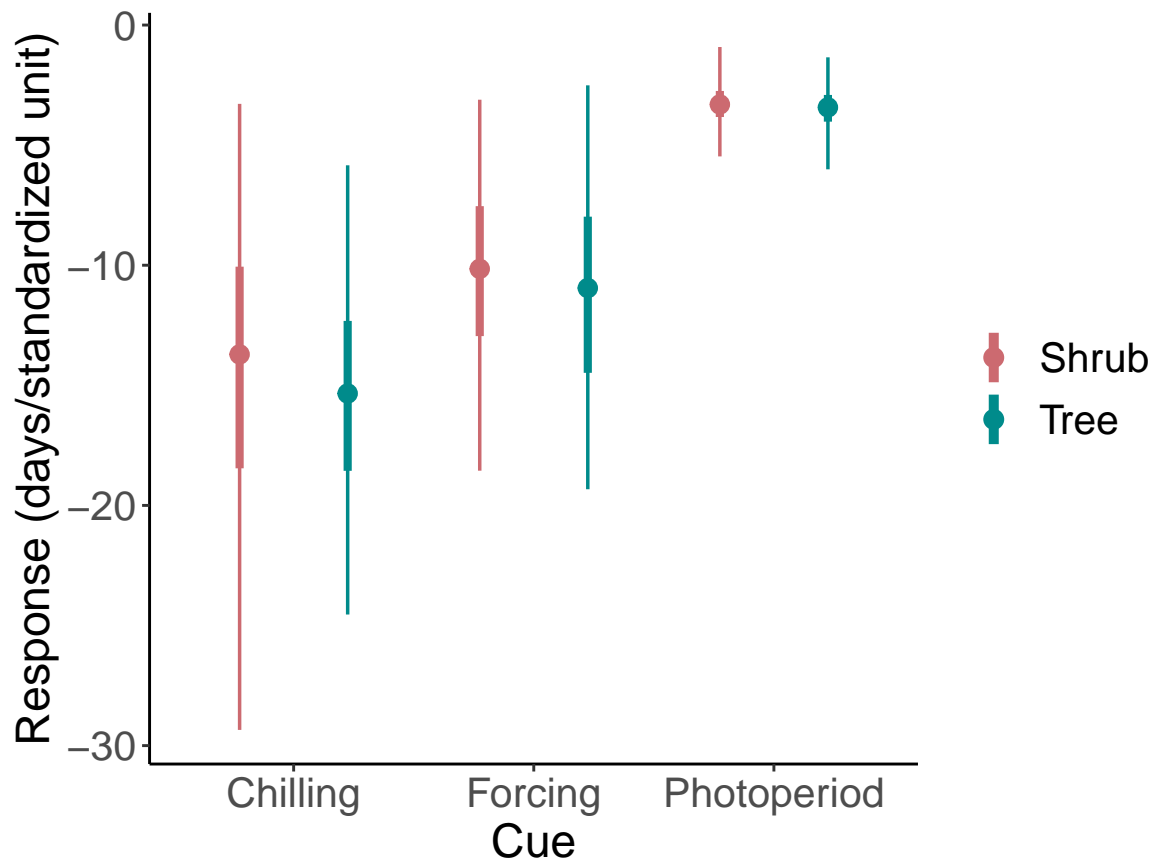 Response (days/standardized unit)
0
−10
−20
−30
Chilling
Forcing
Photoperiod
Cue
Shrub
Tree